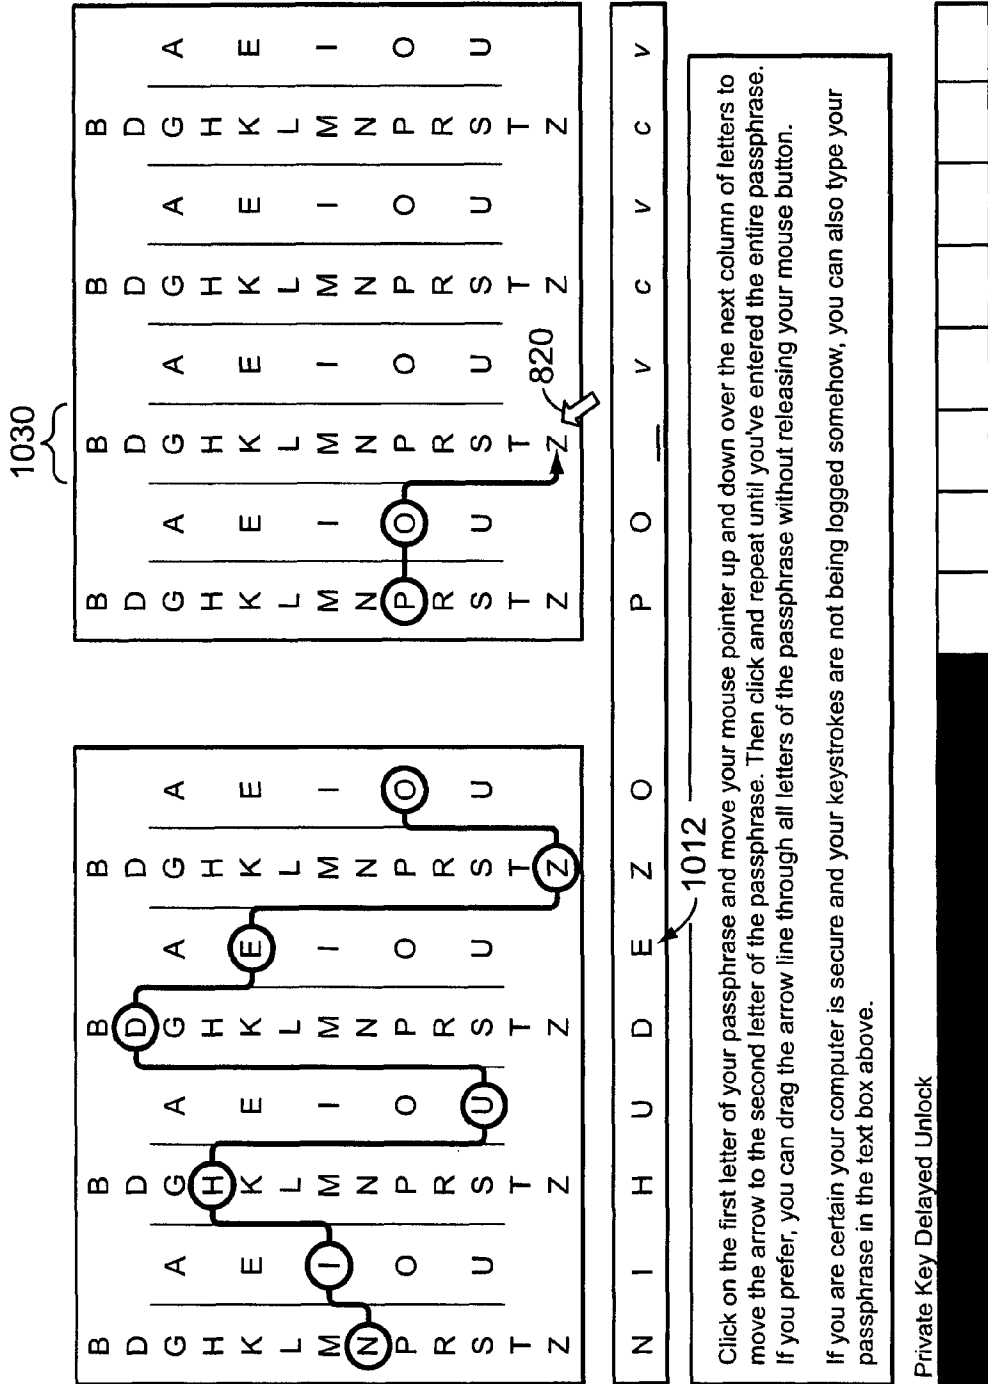 1030
B B B B B B B B
D D D D D D D D
G A G A G A G A G A G A G A G A
H H H H H H H H
K E K E K E K E K E K E K E K E
L L L L L L L L
M I M I M I M I M I M I M I M I
N N N N N N N N
P O P O P O P O P O P O P O P O
R R R R R R R R
S U S U S U S U S U S U S U S U
T T T T T T T T
820
Z Z Z Z Z Z Z Z
N I H U D E Z O P O _ v c v c v
1012
Click on the first letter of your passphrase and move your mouse pointer up and down over the next column of letters to
move the arrow to the second letter of the passphrase. Then click and repeat until you've entered the entire passphrase.
If you prefer, you can drag the arrow line through all letters of the passphrase without releasing your mouse button.
If you are certain your computer is secure and your keystrokes are not being logged somehow, you can also type your
passphrase in the text box above.
Private Key Delayed Unlock